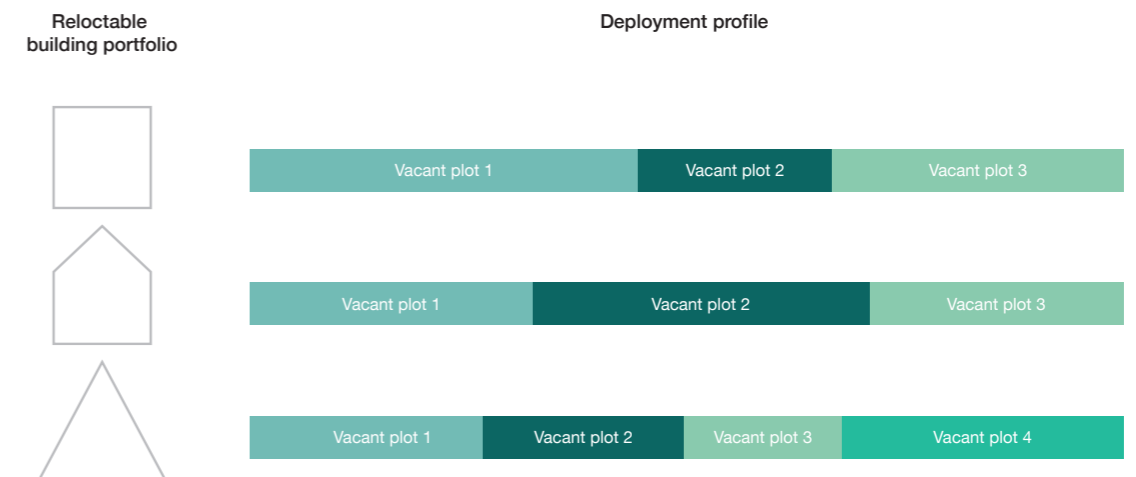 Reloctable
building portfolio
Deployment profile
Vacant plot 1
Vacant plot 2
Vacant plot 3
Vacant plot 1
Vacant plot 2
Vacant plot 3
Vacant plot 1
Vacant plot 2
Vacant plot 3
Vacant plot 4